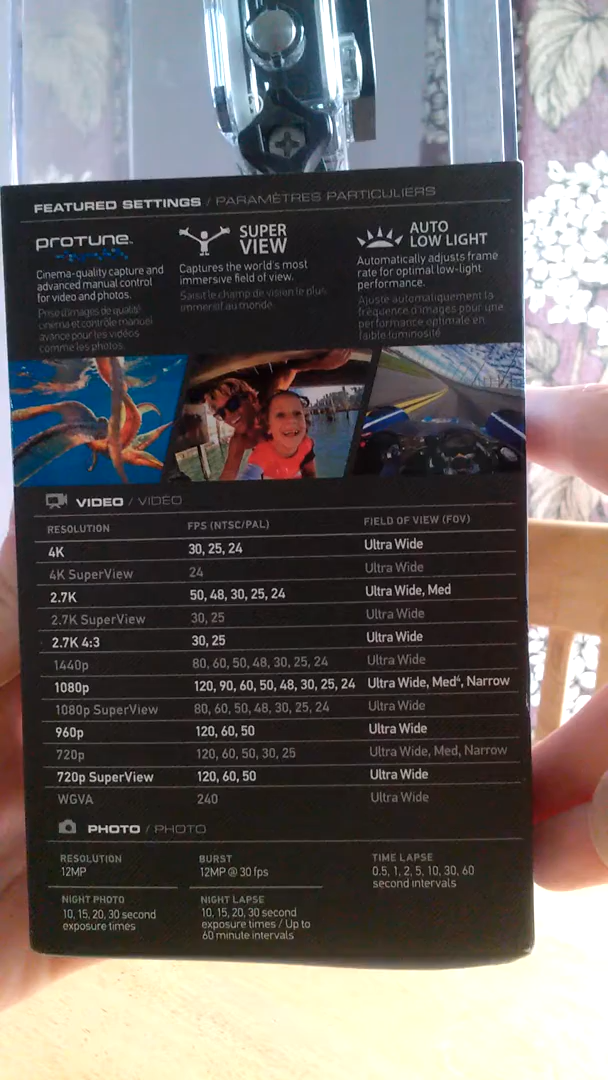 FEATURED SETTINGS / PARAMÈTRES PARTICULIERS
PROTUNE™
Cinema-quality capture and
advanced manual control
for video and photos.
Prise d'images de qualité
cinéma et contrôle manuel
avancé pour les vidéos
comme les photos.
SUPER
VIEW
Captures the world's most
immersive field of view.
Saisit le champ de vision le plus
immersif au monde.
AUTO
LOW LIGHT
Automatically adjusts frame
rate for optimal low-light
performance.
Ajuste automatiquement la
fréquence d'images pour une
performance optimale en
faible luminosité
VIDEO / VIDÉO
RESOLUTION FPS (NTSC/PAL) FIELD OF VIEW (FOV)
4K 30, 25, 24 Ultra Wide
4K SuperView 24 Ultra Wide
2.7K 50, 48, 30, 25, 24 Ultra Wide, Med
2.7K SuperView 30, 25 Ultra Wide
2.7K 4:3 30, 25 Ultra Wide
1440p 80, 60, 50, 48, 30, 25, 24 Ultra Wide
1080p 120, 90, 60, 50, 48, 30, 25, 24 Ultra Wide, Med⁴, Narrow
1080p SuperView 80, 60, 50, 48, 30, 25, 24 Ultra Wide
960p 120, 60, 50 Ultra Wide
720p 120, 60, 50, 30, 25 Ultra Wide, Med, Narrow
720p SuperView 120, 60, 50 Ultra Wide
WGVA 240 Ultra Wide
PHOTO / PHOTO
RESOLUTION
12MP
BURST
12MP @ 30 fps
TIME LAPSE
0.5, 1, 2, 5, 10, 30, 60
second intervals
NIGHT PHOTO
10, 15, 20, 30 second
exposure times
NIGHT LAPSE
10, 15, 20, 30 second
exposure times / Up to
60 minute intervals